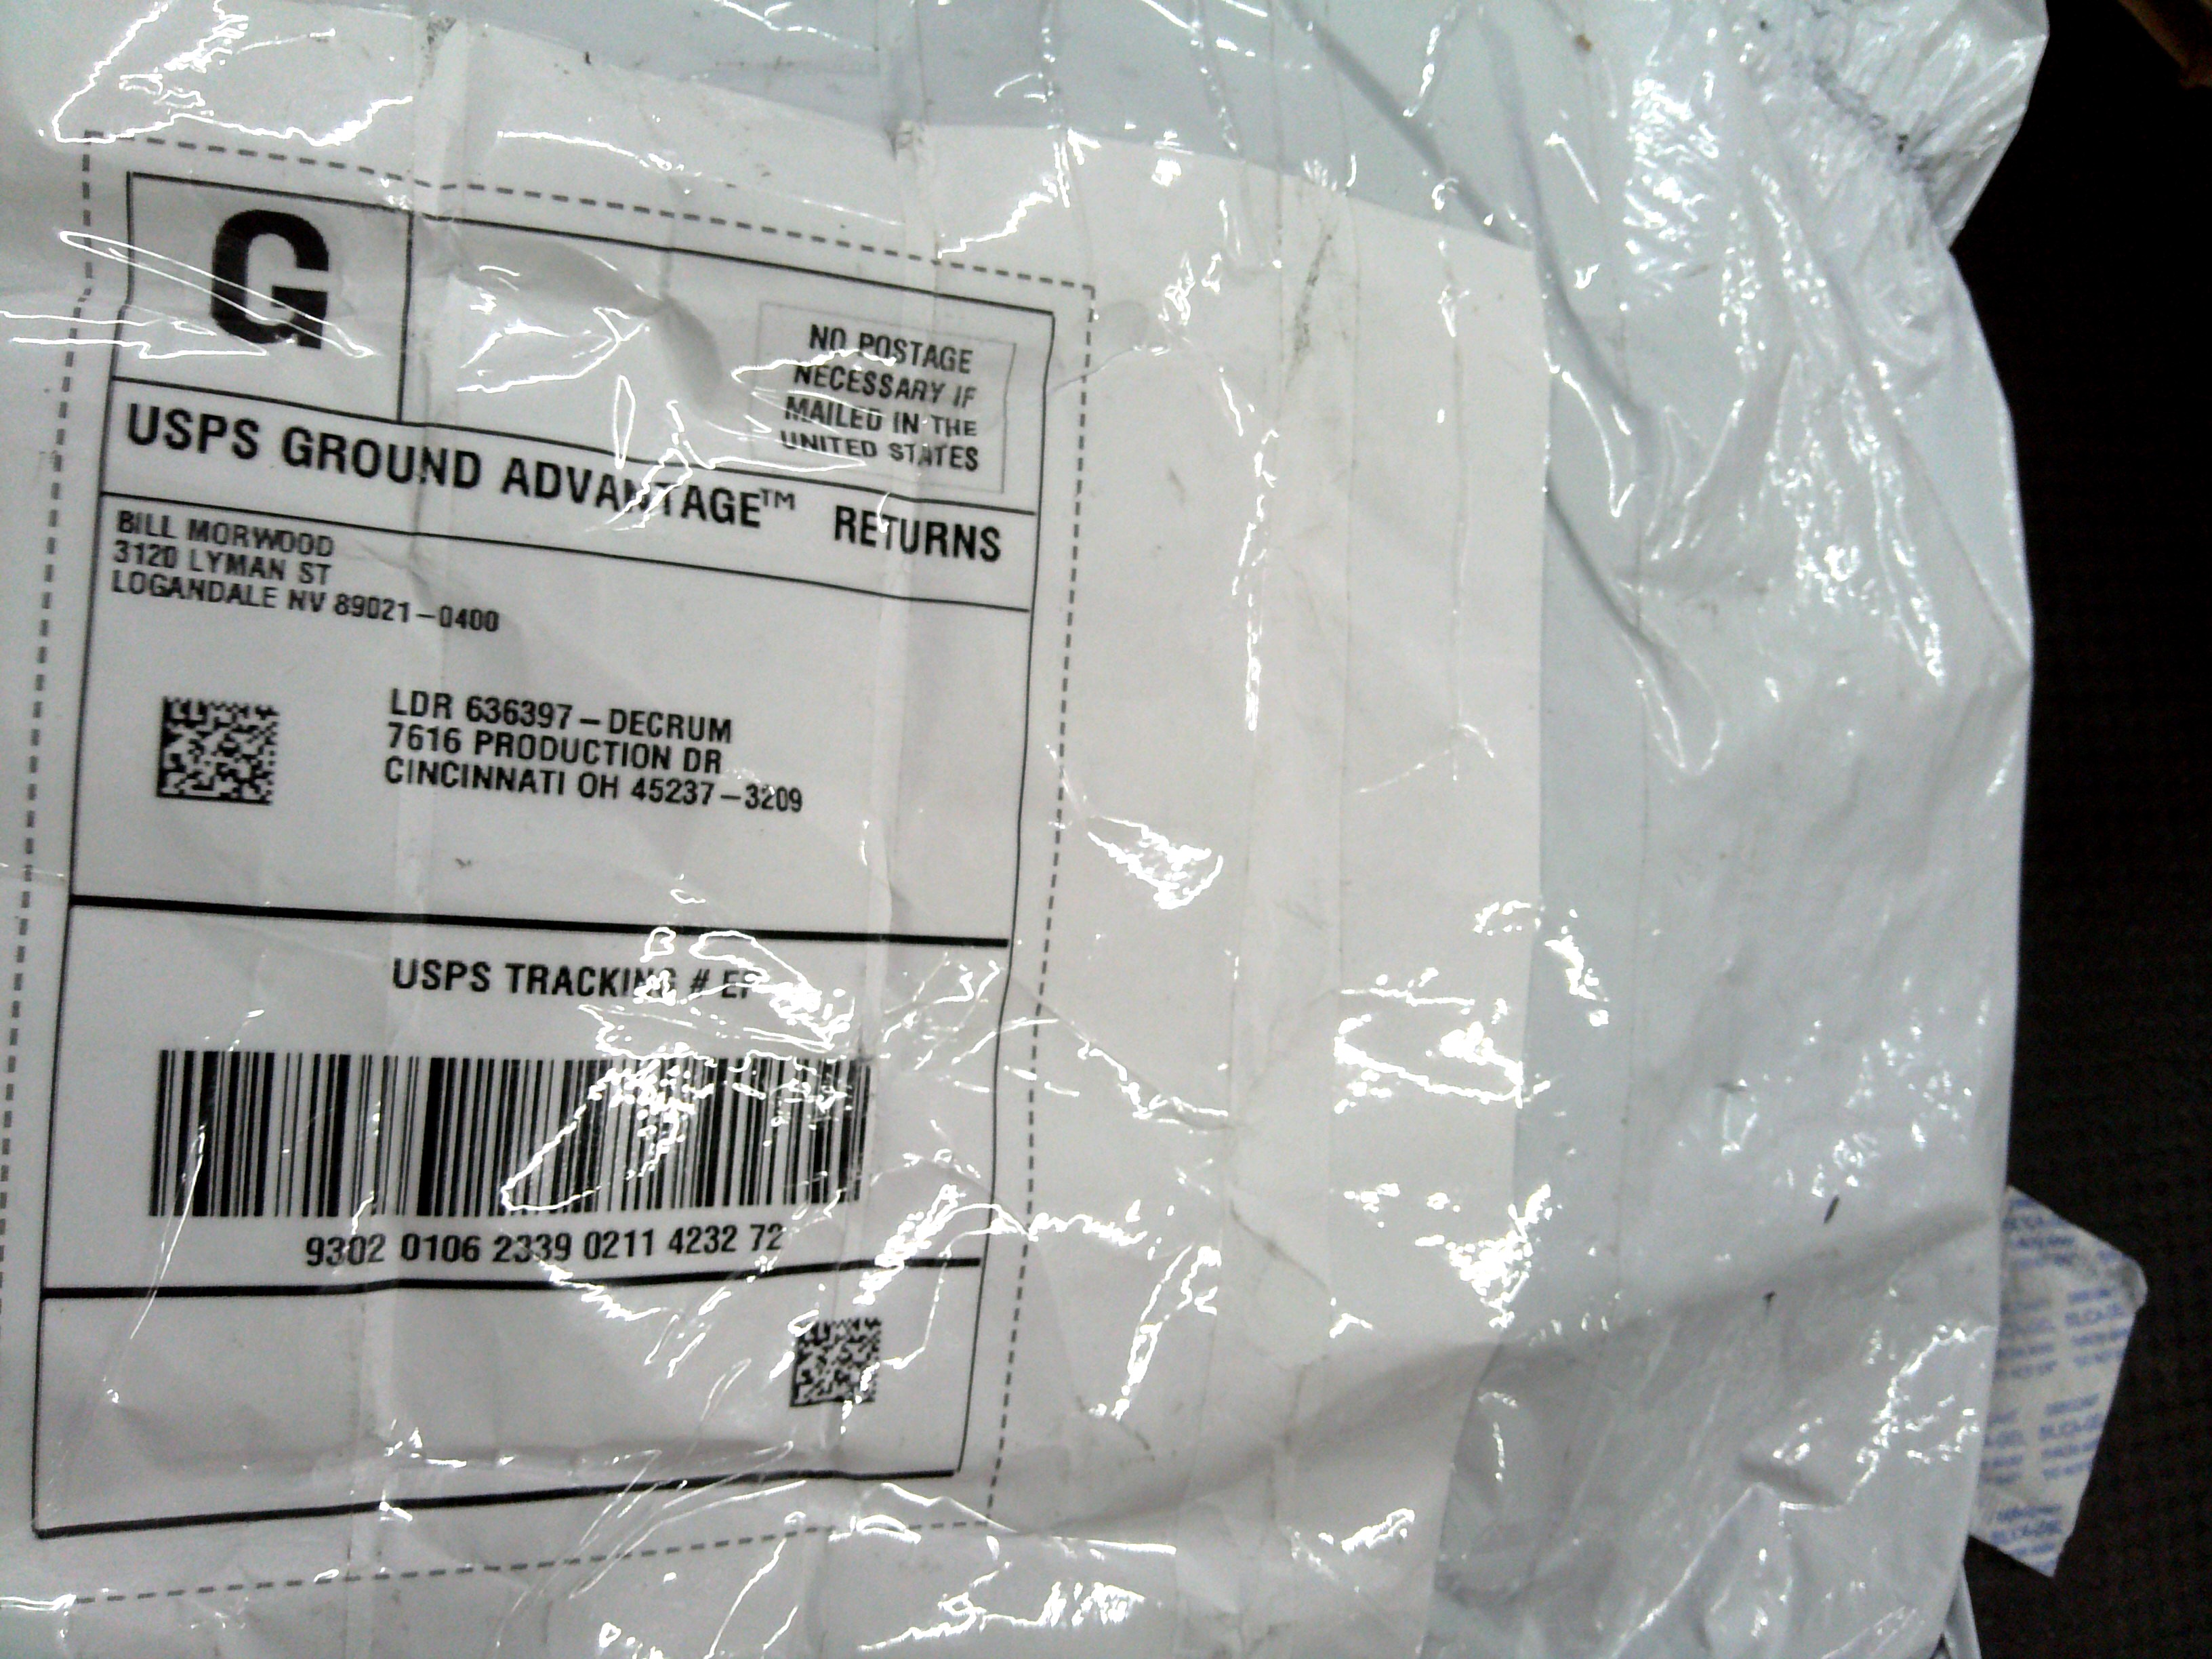 G
NO POSTAGE
NECESSARY IF
MAILED IN THE
UNITED STATES
USPS GROUND ADVANTAGE™ RETURNS
BILL MORWOOD
3120 LYMAN ST
LOGANDALE NV 89021-0400
LDR 636397-DECRUM
7616 PRODUCTION DR
CINCINNATI OH 45237-3209
USPS TRACKING # EP
9302 0106 2339 0211 4232 72